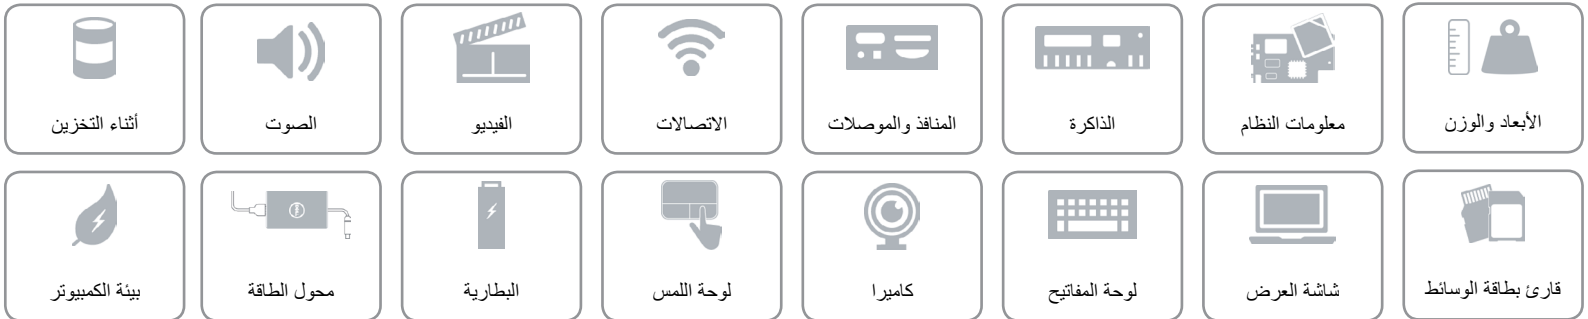 الأبعاد والوزن
معلومات النظام
الذاكرة
المنافذ والموصلات
الاتصالات
الفيديو
الصوت
أثناء التخزين
قارئ بطاقة الوسائط
شاشة العرض
لوحة المفاتيح
كاميرا
لوحة اللمس
البطارية
محول الطاقة
بيئة الكمبيوتر